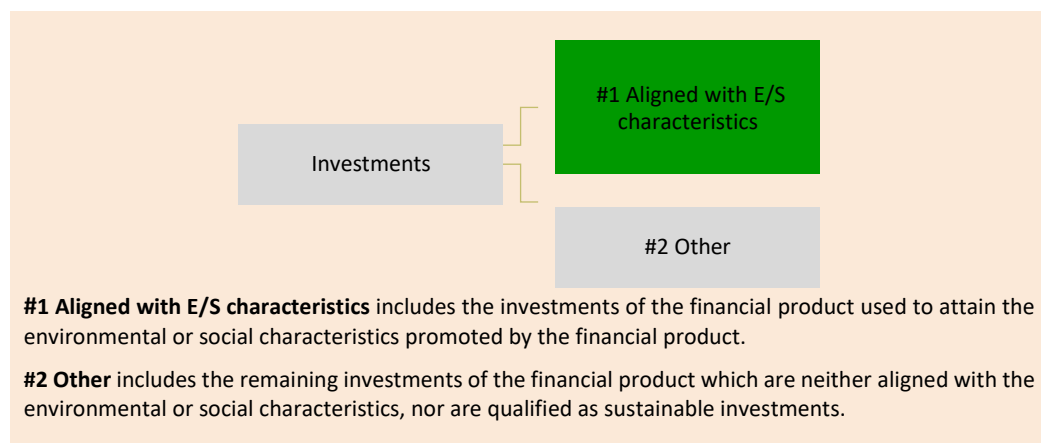 #1 Aligned with E/S
characteristics
Investments
#2 Other
#1 Aligned with E/S characteristics includes the investments of the financial product used to attain the
environmental or social characteristics promoted by the financial product.
#2 Other includes the remaining investments of the financial product which are neither aligned with the
environmental or social characteristics, nor are qualified as sustainable investments.